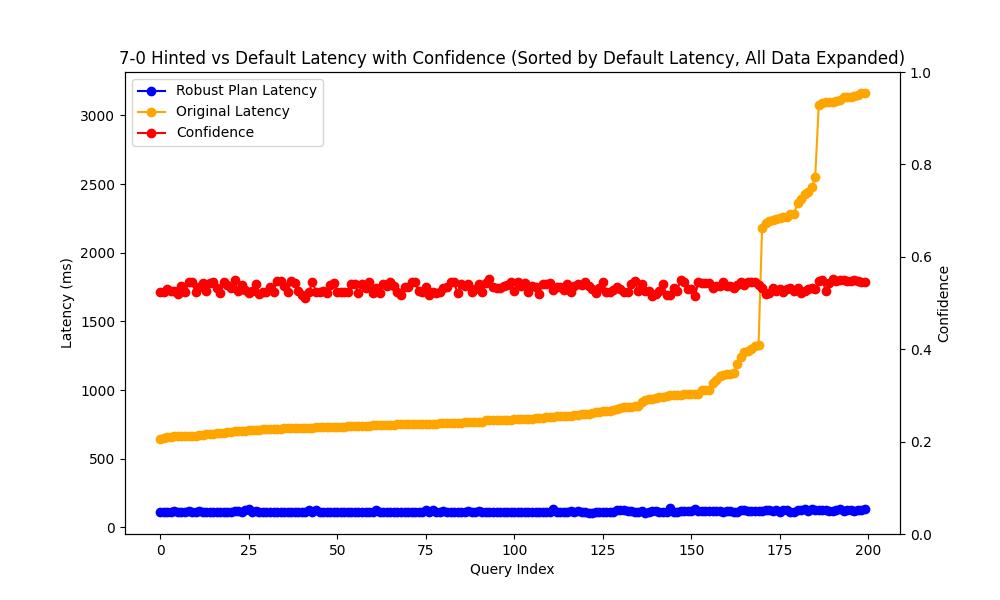 7-0 Hinted vs Default Latency with Confidence (Sorted by Default Latency, All Data Expanded)
Robust Plan Latency
Original Latency
Confidence
3000
2500
2000
1500
1000
500
0
Latency (ms)
1.0
0.8
0.6
0.4
0.2
0.0
Confidence
0 25 50 75 100 125 150 175 200
Query Index